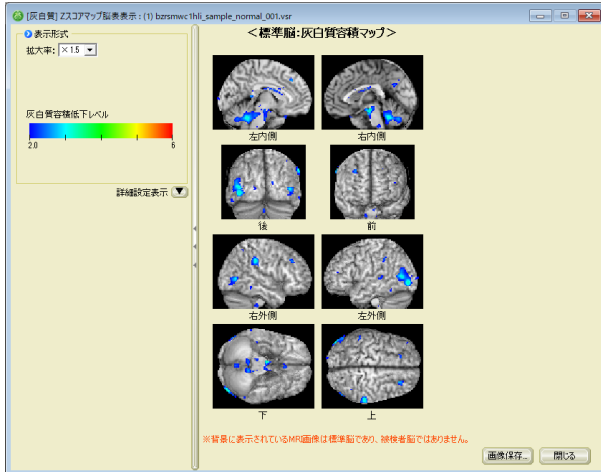 [灰白質] Zスコアマップ脳表表示 : (1) bzrsmwc1hli_sample_normal_001.vsr
表示形式
拡大率: ×1.5
灰白質容積低下レベル
2.0 6
詳細設定表示
＜標準脳:灰白質容積マップ＞
左内側 右内側
後 前
右外側 左外側
下 上
※背景に表示されているMRI画像は標準脳であり、被検者脳ではありません。
画像保存... 閉じる